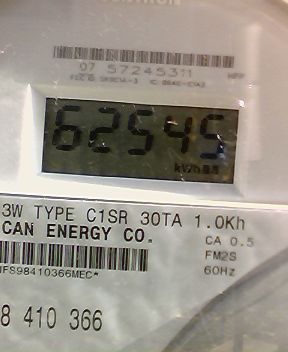 07 57245311
62545
kWh
3W TYPE C1SR 30TA 1.0Kh
CAN ENERGY CO.
CA 0.5
FM2S
60Hz
JFS98410366MEC*
8 410 366